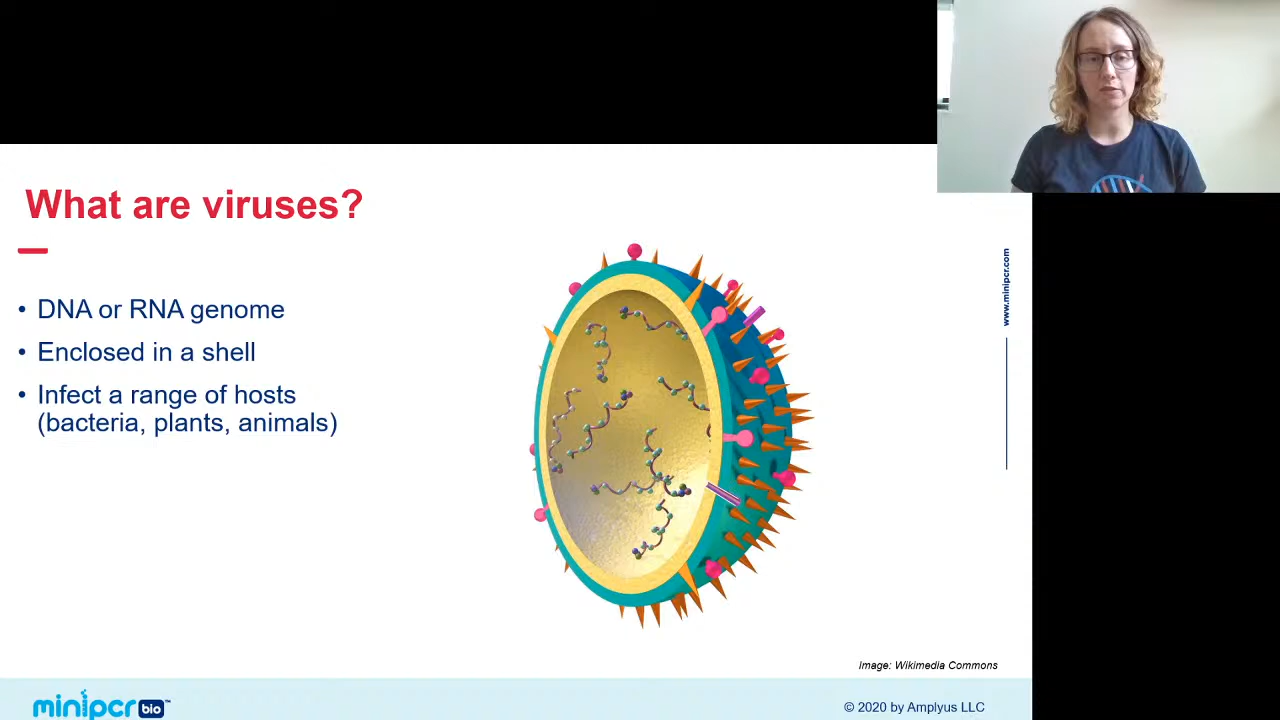 What are viruses?
• DNA or RNA genome
• Enclosed in a shell
• Infect a range of hosts
(bacteria, plants, animals)
www.minipcr.com
Image: Wikimedia Commons
minipcr bio™
© 2020 by Amplyus LLC